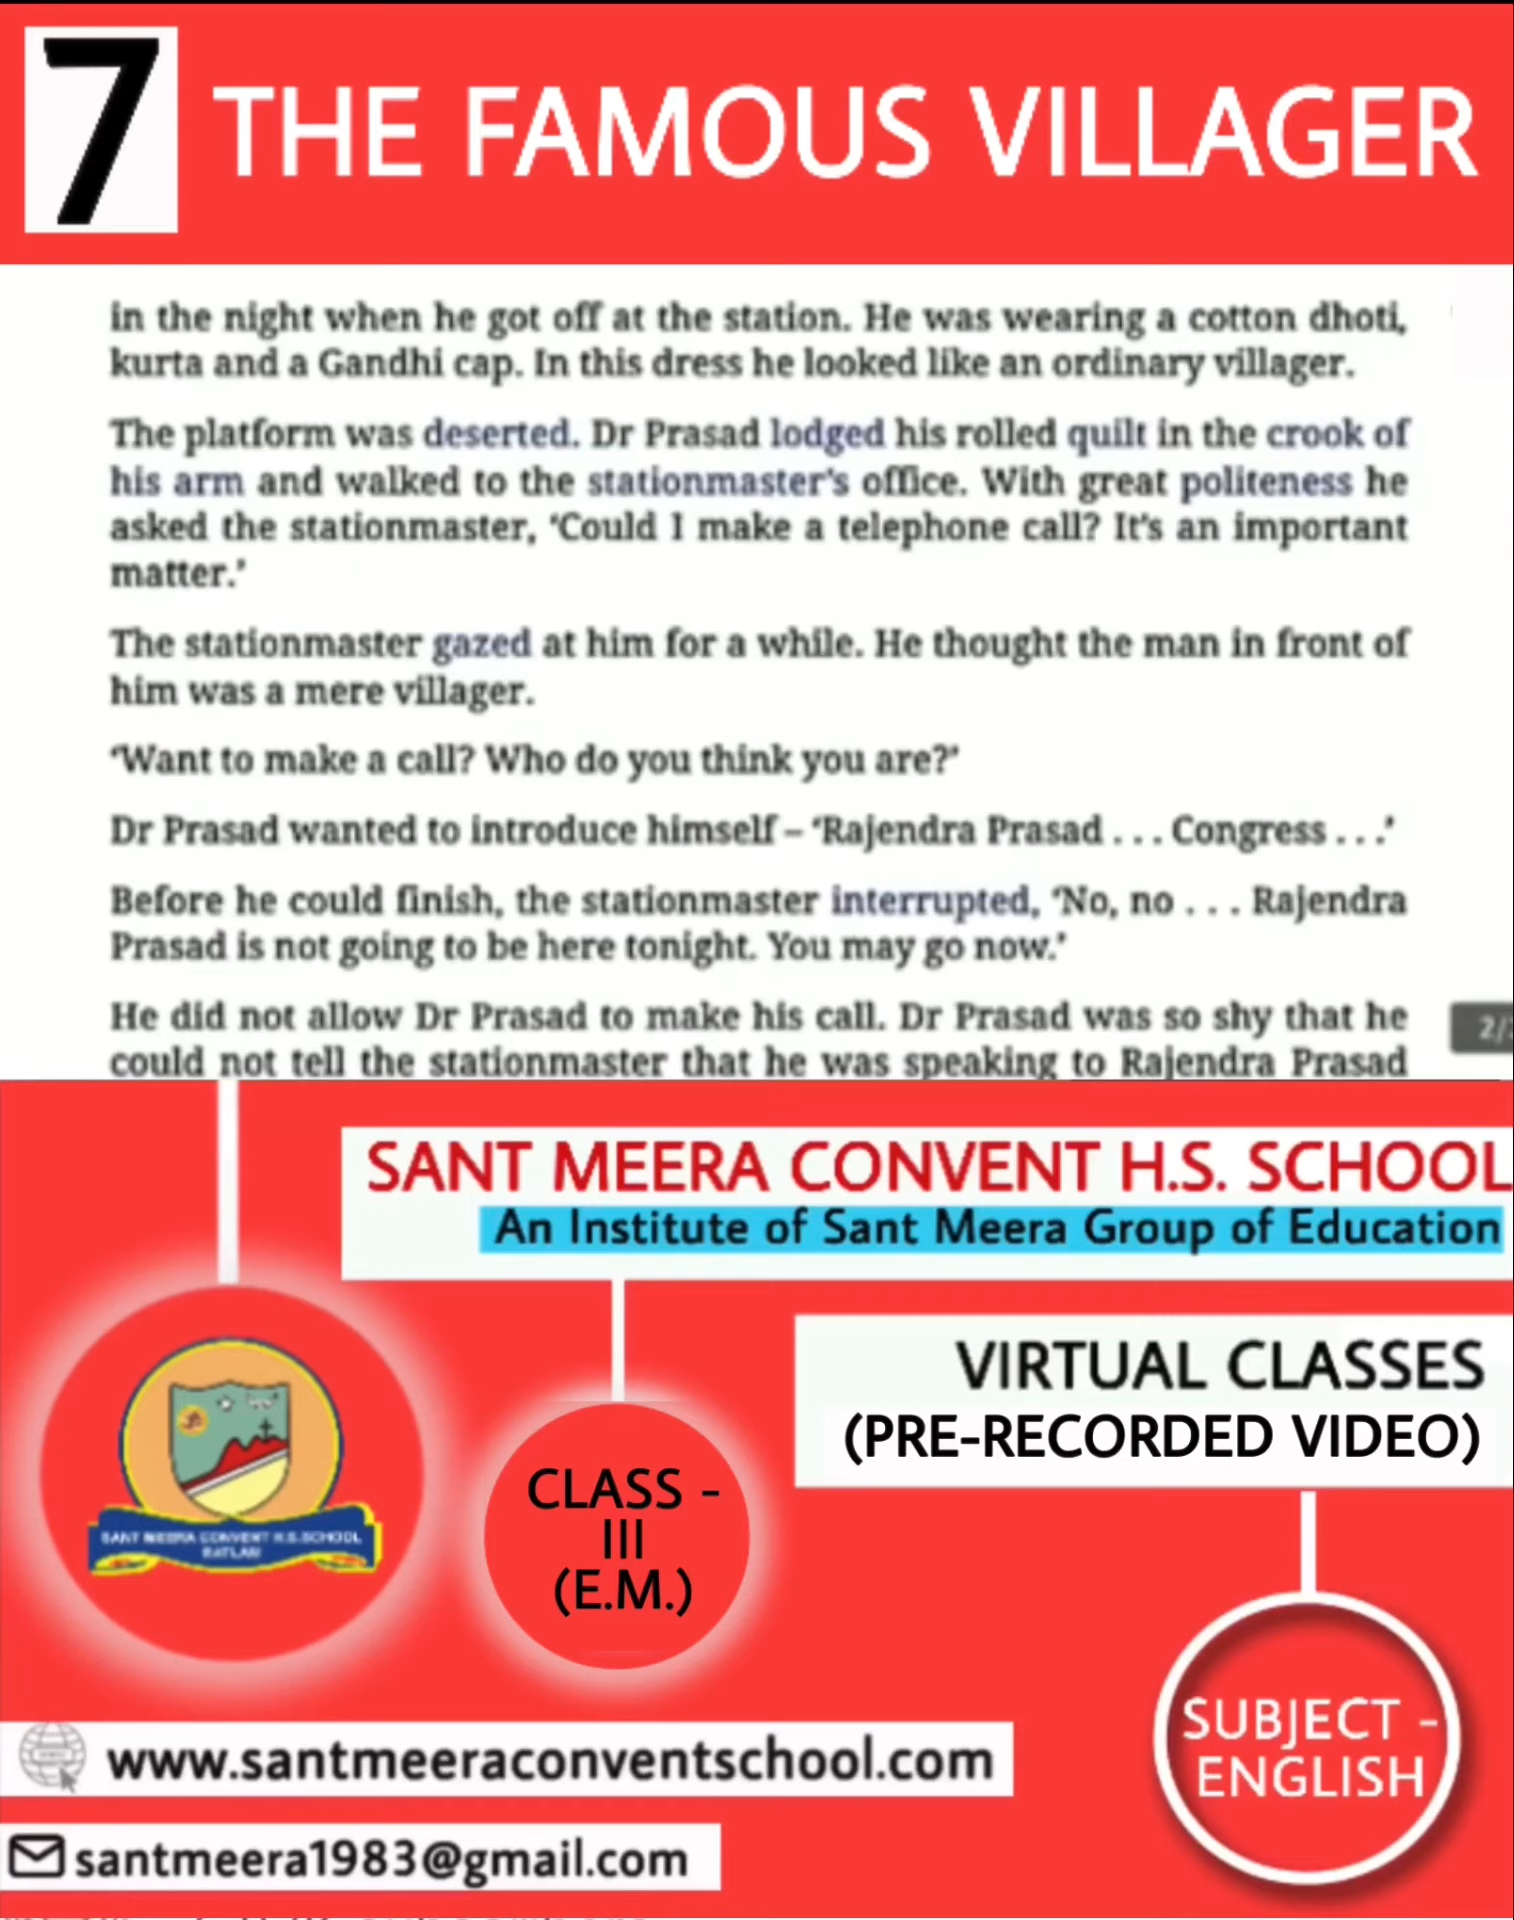 7 THE FAMOUS VILLAGER
in the night when he got off at the station. He was wearing a cotton dhoti,
kurta and a Gandhi cap. In this dress he looked like an ordinary villager.
The platform was deserted. Dr Prasad lodged his rolled quilt in the crook of
his arm and walked to the stationmaster's office. With great politeness he
asked the stationmaster, ‘Could I make a telephone call? It's an important
matter.’
The stationmaster gazed at him for a while. He thought the man in front of
him was a mere villager.
‘Want to make a call? Who do you think you are?’
Dr Prasad wanted to introduce himself – ‘Rajendra Prasad . . . Congress . . .’
Before he could finish, the stationmaster interrupted, ‘No, no . . . Rajendra
Prasad is not going to be here tonight. You may go now.’
He did not allow Dr Prasad to make his call. Dr Prasad was so shy that he
could not tell the stationmaster that he was speaking to Rajendra Prasad
2/
SANT MEERA CONVENT H.S. SCHOOL
An Institute of Sant Meera Group of Education
VIRTUAL CLASSES
(PRE-RECORDED VIDEO)
SANT MEERA CONVENT H.S.SCHOOL
RATLAM
CLASS -
III
(E.M.)
SUBJECT -
ENGLISH
www.santmeeraconventschool.com
santmeera1983@gmail.com